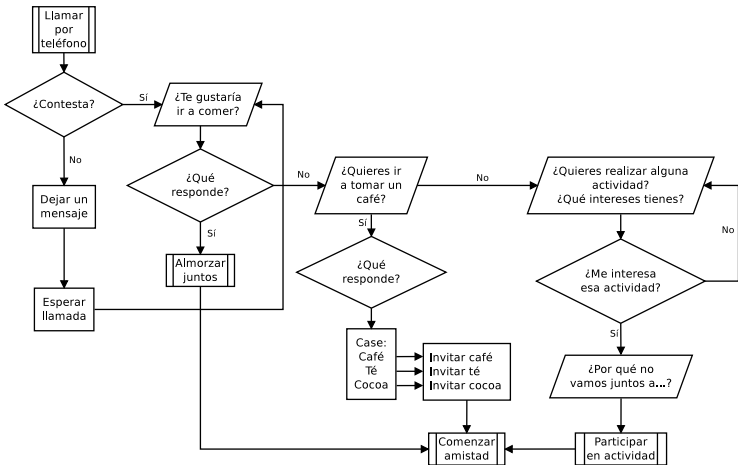 Llamar
por
teléfono
¿Contesta?
Sí
No
Dejar un
mensaje
Esperar
llamada
¿Te gustaría
ir a comer?
¿Qué
responde?
No
Sí
Almorzar
juntos
¿Quieres ir
a tomar un
café?
No
Sí
¿Qué
responde?
Case:
Café
Té
Cocoa
Invitar café
Invitar té
Invitar cocoa
¿Quieres realizar alguna
actividad?
¿Qué intereses tienes?
No
¿Me interesa
esa actividad?
Sí
¿Por qué no
vamos juntos a...?
Participar
en actividad
Comenzar
amistad